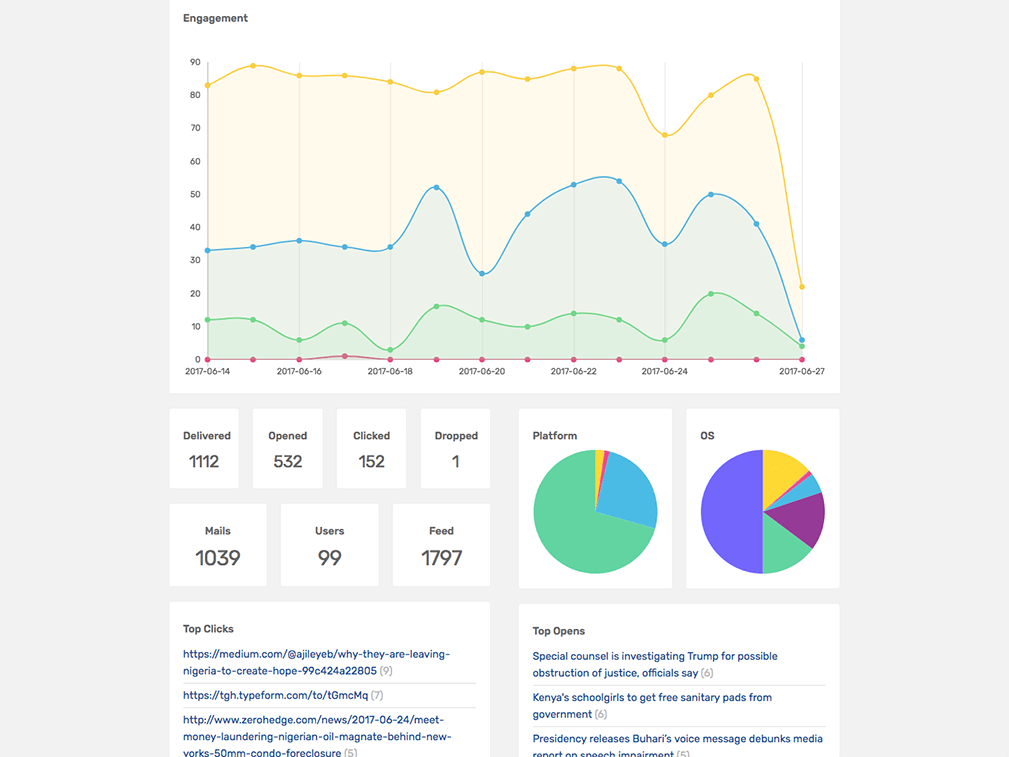 Engagement
90
80
70
60
50
40
30
20
10
0
2017-06-14 2017-06-16 2017-06-18 2017-06-20 2017-06-22 2017-06-24 2017-06-27
Delivered
1112
Opened
532
Clicked
152
Dropped
1
Mails
1039
Users
99
Feed
1797
Platform
OS
Top Clicks
https://medium.com/@ajileyeb/why-they-are-leaving-
nigeria-to-create-hope-99c424a22805 (9)
https://tgh.typeform.com/to/tGmcMq (7)
http://www.zerohedge.com/news/2017-06-24/meet-
money-laundering-nigerian-oil-magnate-behind-new-
yorks-50mm-condo-foreclosure (5)
Top Opens
Special counsel is investigating Trump for possible
obstruction of justice, officials say (6)
Kenya's schoolgirls to get free sanitary pads from
government (6)
Presidency releases Buhari's voice message debunks media
report on speech impairment (5)